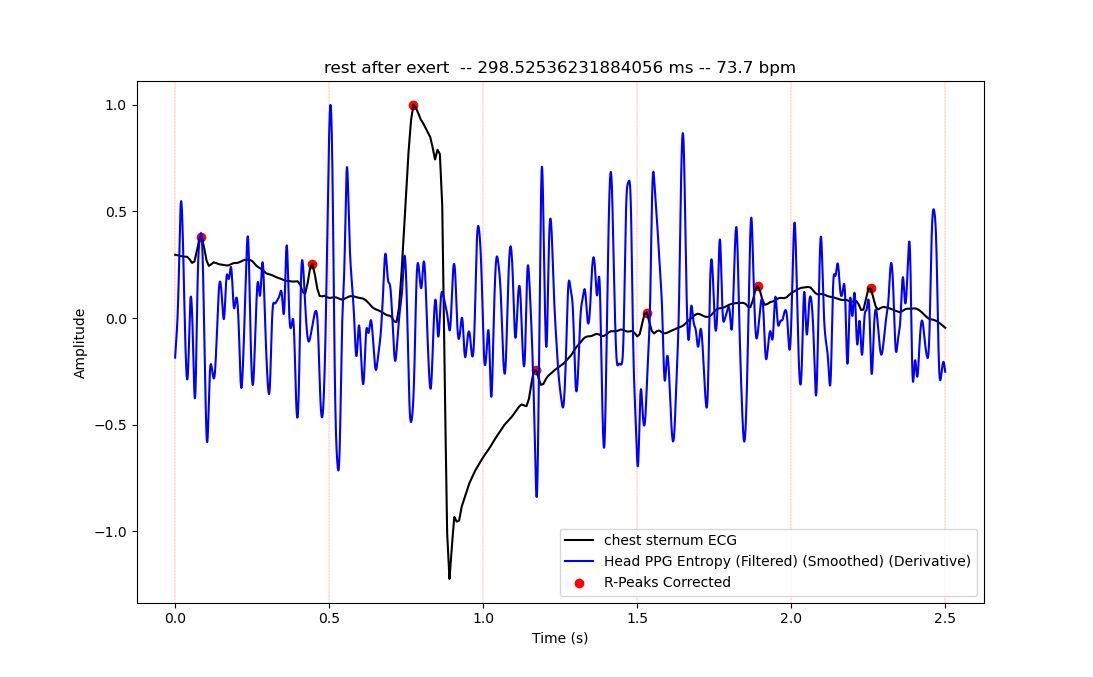 rest after exert -- 298.52536231884056 ms -- 73.7 bpm
1.0
0.5
0.0
−0.5
−1.0
Amplitude
chest sternum ECG
Head PPG Entropy (Filtered) (Smoothed) (Derivative)
R-Peaks Corrected
0.0 0.5 1.0 1.5 2.0 2.5
Time (s)